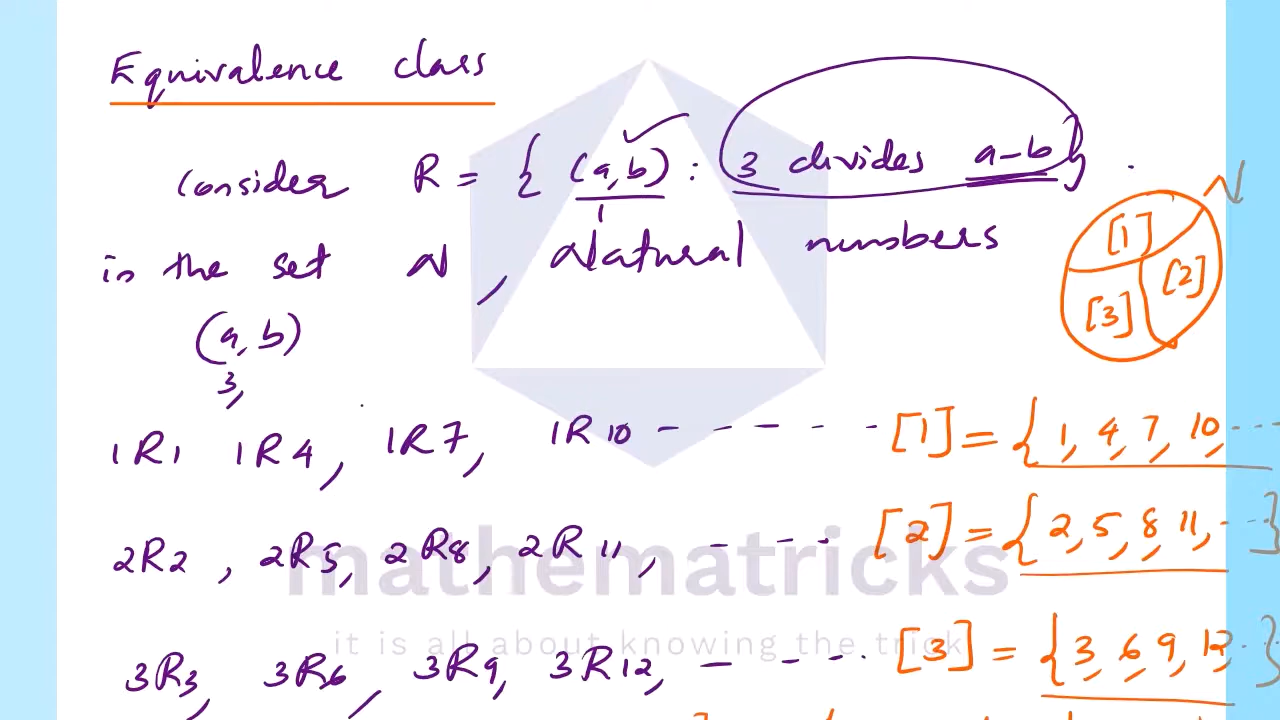 Equivalence class
Consider R = { (a,b) : 3 divides a-b } .
in the set N , Natural numbers
N
[1]
[2]
[3]
(a, b)
3,
1R1 1R4, 1R7, 1R10 - - - - - [1] = { 1, 4, 7, 10, ...
2R2 , 2R5, 2R8, 2R11, - - - [2] = { 2, 5, 8, 11, ... }
mathematricks
it is all about knowing the trick
3R3, 3R6, 3R9, 3R12, - - - . [3] = { 3, 6, 9, 12, .. }